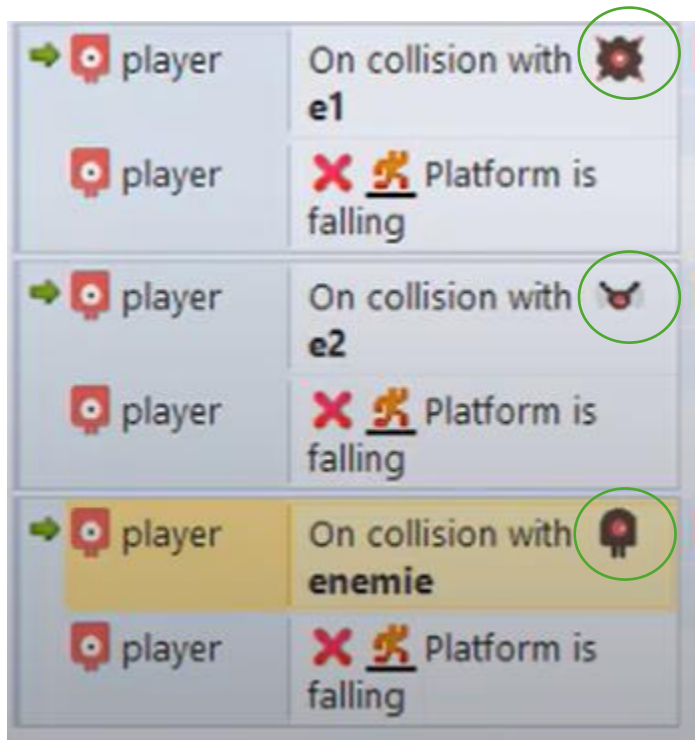 player On collision with
e1
player Platform is
falling
player On collision with
e2
player Platform is
falling
player On collision with
enemie
player Platform is
falling